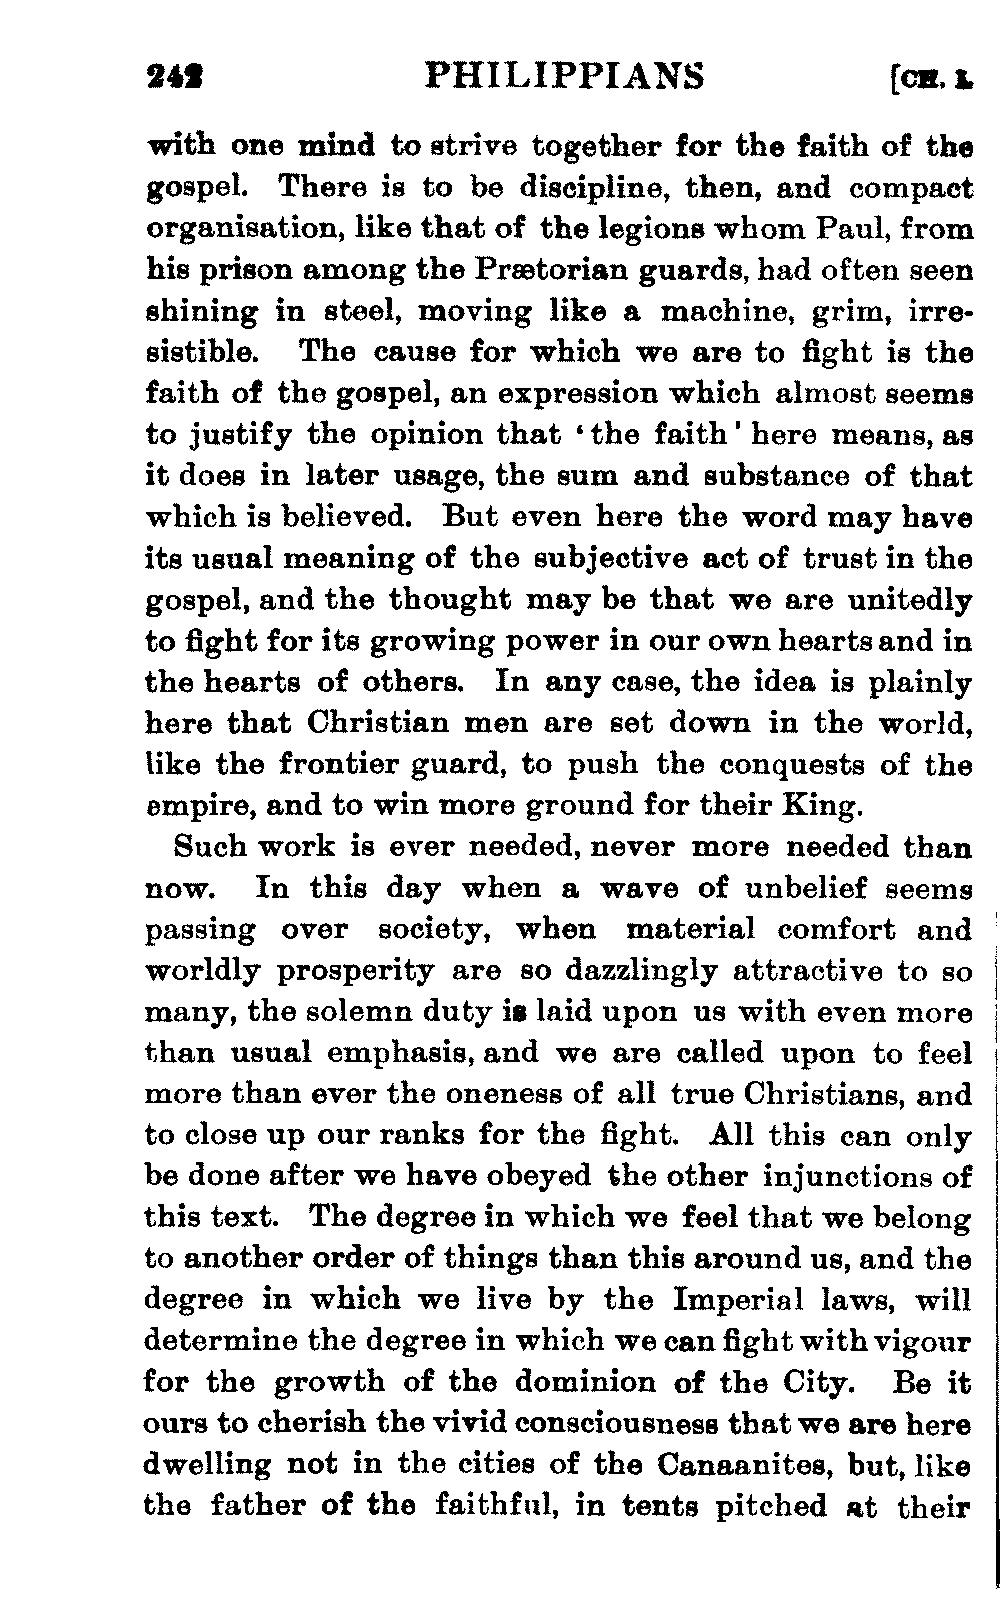 242 PHILIPPIANS [CH. I.
with one mind to strive together for the faith of the
gospel. There is to be discipline, then, and compact
organisation, like that of the legions whom Paul, from
his prison among the Prætorian guards, had often seen
shining in steel, moving like a machine, grim, irre-
sistible. The cause for which we are to fight is the
faith of the gospel, an expression which almost seems
to justify the opinion that ‘the faith’ here means, as
it does in later usage, the sum and substance of that
which is believed. But even here the word may have
its usual meaning of the subjective act of trust in the
gospel, and the thought may be that we are unitedly
to fight for its growing power in our own hearts and in
the hearts of others. In any case, the idea is plainly
here that Christian men are set down in the world,
like the frontier guard, to push the conquests of the
empire, and to win more ground for their King.
Such work is ever needed, never more needed than
now. In this day when a wave of unbelief seems
passing over society, when material comfort and
worldly prosperity are so dazzlingly attractive to so
many, the solemn duty is laid upon us with even more
than usual emphasis, and we are called upon to feel
more than ever the oneness of all true Christians, and
to close up our ranks for the fight. All this can only
be done after we have obeyed the other injunctions of
this text. The degree in which we feel that we belong
to another order of things than this around us, and the
degree in which we live by the Imperial laws, will
determine the degree in which we can fight with vigour
for the growth of the dominion of the City. Be it
ours to cherish the vivid consciousness that we are here
dwelling not in the cities of the Canaanites, but, like
the father of the faithful, in tents pitched at their